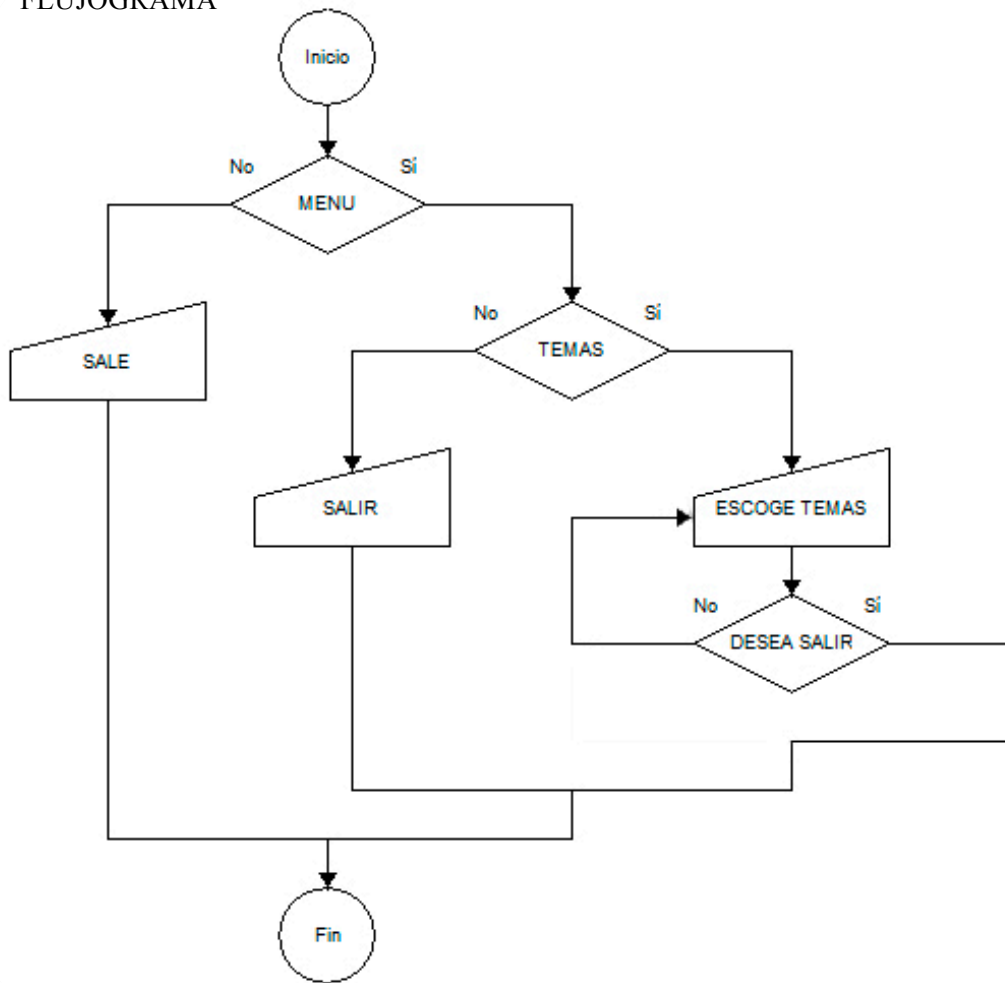 FLUJOGRAMA
Inicio
No
Sí
MENU
No
Sí
SALE
TEMAS
SALIR
ESCOGE TEMAS
No
Sí
DESEA SALIR
Fin